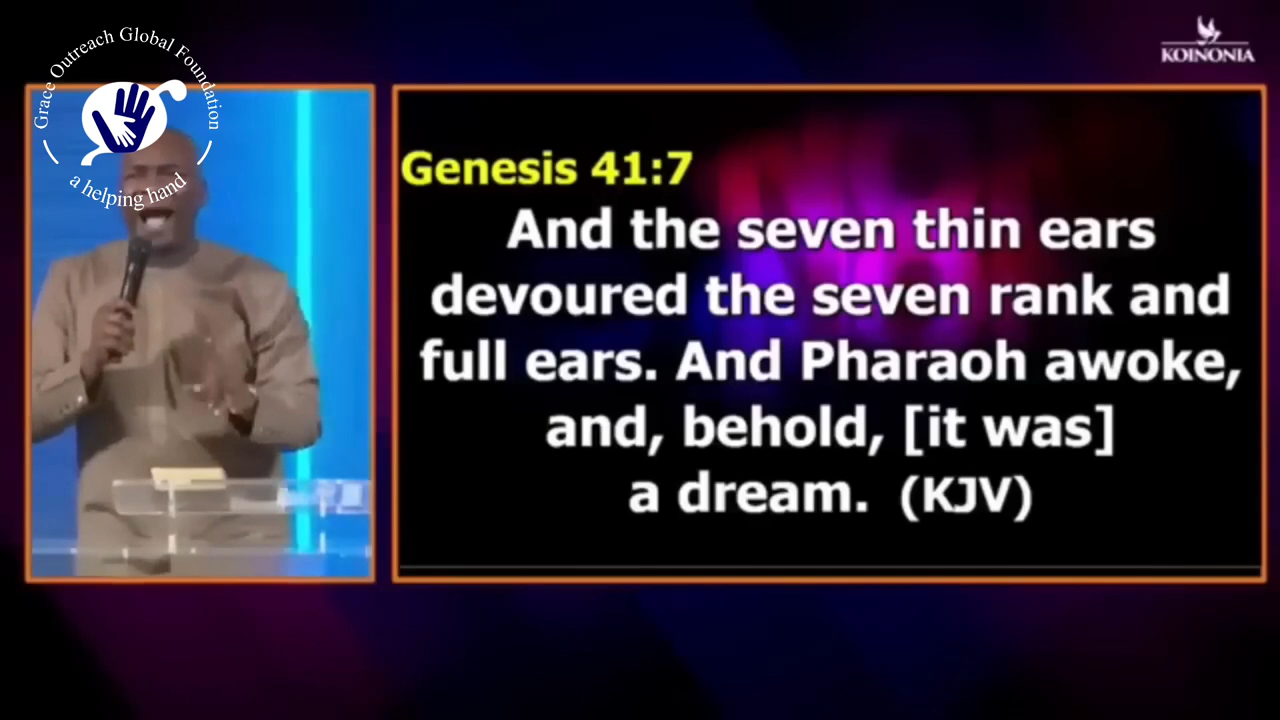 Grace Outreach Global Foundation
a helping hand
KOINONIA
Genesis 41:7
And the seven thin ears
devoured the seven rank and
full ears. And Pharaoh awoke,
and, behold, [it was]
a dream. (KJV)